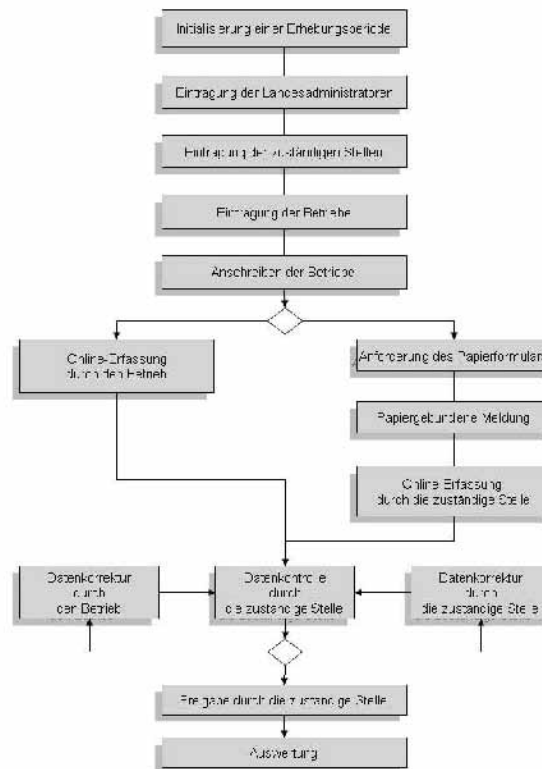 Initialisierung einer Erhebungsperiode
Eintragung der Landesadministratoren
Eintragung der zuständigen Stellen
Eintragung der Betriebe
Anschreiben der Betriebe
Online-Erfassung
durch den Betrieb
Anforderung des Papierformulars
Papiergebundene Meldung
Online Erfassung
durch die zuständige Stelle
Datenkorrektur
durch
den Betrieb
Datenkontrolle
durch
die zuständige Stelle
Datenkorrektur
durch
die zuständige Stelle
Freigabe durch die zuständige Stelle
Auswertung